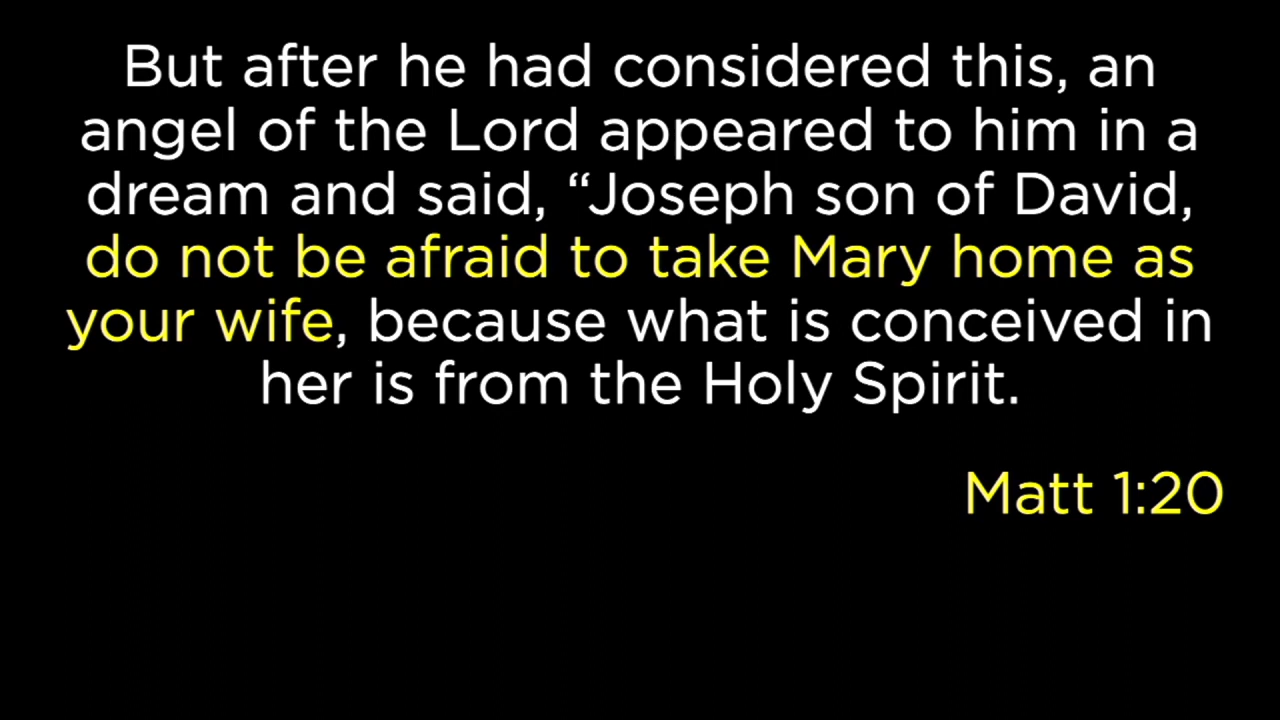 But after he had considered this, an
angel of the Lord appeared to him in a
dream and said, “Joseph son of David,
do not be afraid to take Mary home as
your wife, because what is conceived in
her is from the Holy Spirit.
Matt 1:20